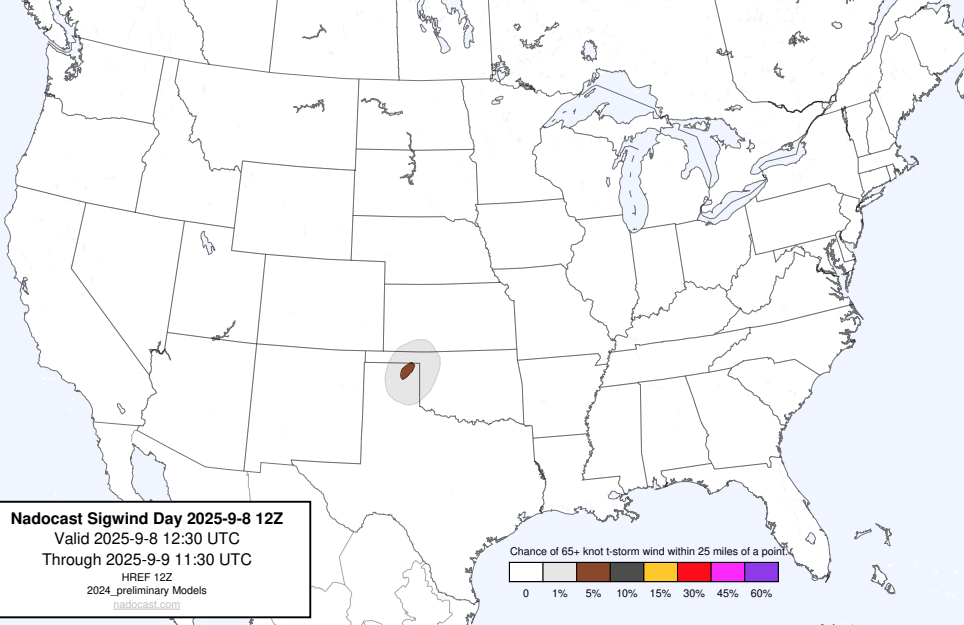 Nadocast Sigwind Day 2025-9-8 12Z
Valid 2025-9-8 12:30 UTC
Through 2025-9-9 11:30 UTC
HREF 12Z
2024_preliminary Models
nadocast.com
Chance of 65+ knot t-storm wind within 25 miles of a point.
0 1% 5% 10% 15% 30% 45% 60%